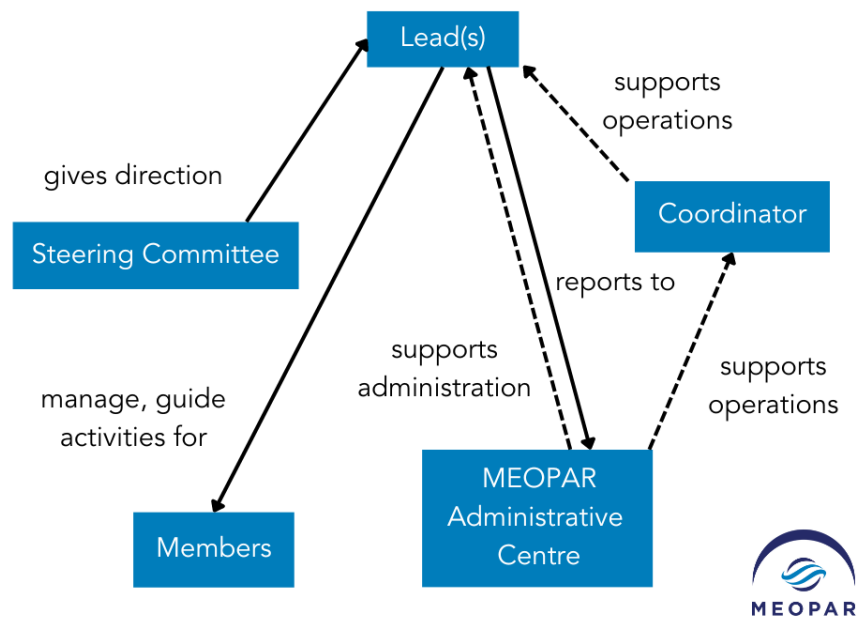 Lead(s)
supports
operations
gives direction
Coordinator
Steering Committee
reports to
supports
administration
supports
operations
manage, guide
activities for
MEOPAR
Administrative
Centre
Members
MEOPAR